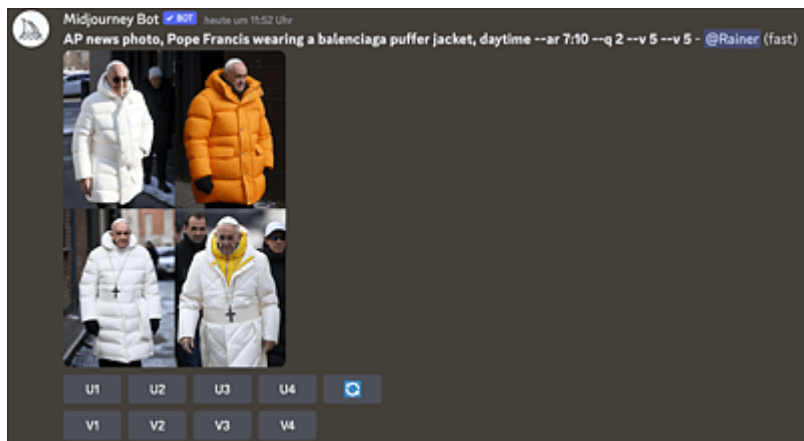 Midjourney Bot ✔ BOT heute um 11:52 Uhr
AP news photo, Pope Francis wearing a balenciaga puffer jacket, daytime --ar 7:10 --q 2 --v 5 --v 5 - @Rainer (fast)
U1 U2 U3 U4
V1 V2 V3 V4